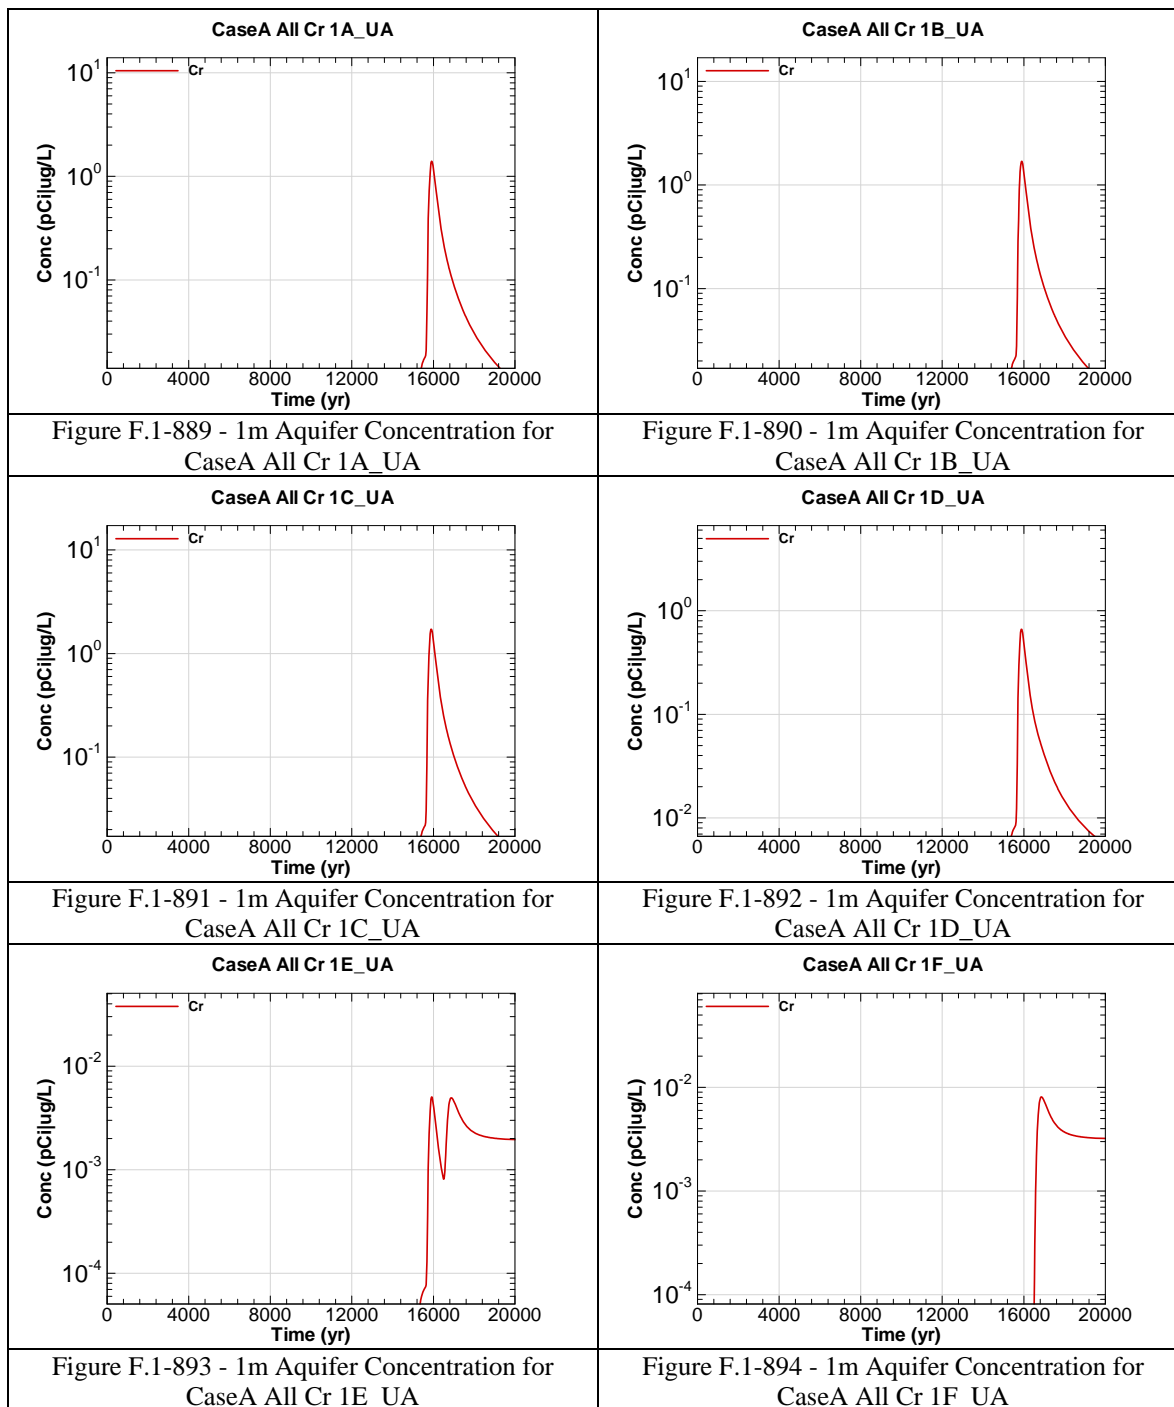 CaseA All Cr 1A_UA
Cr
10^1
10^0
10^-1
Conc (pCi|ug/L)
0 4000 8000 12000 16000 20000
Time (yr)
Figure F.1-889 - 1m Aquifer Concentration for
CaseA All Cr 1A_UA
CaseA All Cr 1B_UA
Cr
10^1
10^0
10^-1
Conc (pCi|ug/L)
0 4000 8000 12000 16000 20000
Time (yr)
Figure F.1-890 - 1m Aquifer Concentration for
CaseA All Cr 1B_UA
CaseA All Cr 1C_UA
Cr
10^1
10^0
10^-1
Conc (pCi|ug/L)
0 4000 8000 12000 16000 20000
Time (yr)
Figure F.1-891 - 1m Aquifer Concentration for
CaseA All Cr 1C_UA
CaseA All Cr 1D_UA
Cr
10^0
10^-1
10^-2
Conc (pCi|ug/L)
0 4000 8000 12000 16000 20000
Time (yr)
Figure F.1-892 - 1m Aquifer Concentration for
CaseA All Cr 1D_UA
CaseA All Cr 1E_UA
Cr
10^-2
10^-3
10^-4
Conc (pCi|ug/L)
0 4000 8000 12000 16000 20000
Time (yr)
Figure F.1-893 - 1m Aquifer Concentration for
CaseA All Cr 1E_UA
CaseA All Cr 1F_UA
Cr
10^-2
10^-3
10^-4
Conc (pCi|ug/L)
0 4000 8000 12000 16000 20000
Time (yr)
Figure F.1-894 - 1m Aquifer Concentration for
CaseA All Cr 1F_UA